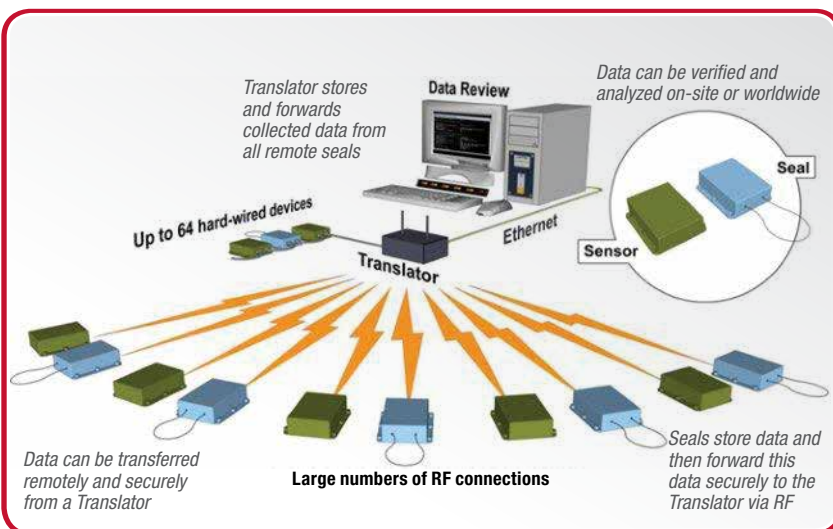 Translator stores
and forwards
collected data from
all remote seals
Data Review
Data can be verified and
analyzed on-site or worldwide
Seal
Sensor
Up to 64 hard-wired devices
Ethernet
Translator
Data can be transferred
remotely and securely
from a Translator
Large numbers of RF connections
Seals store data and
then forward this
data securely to the
Translator via RF